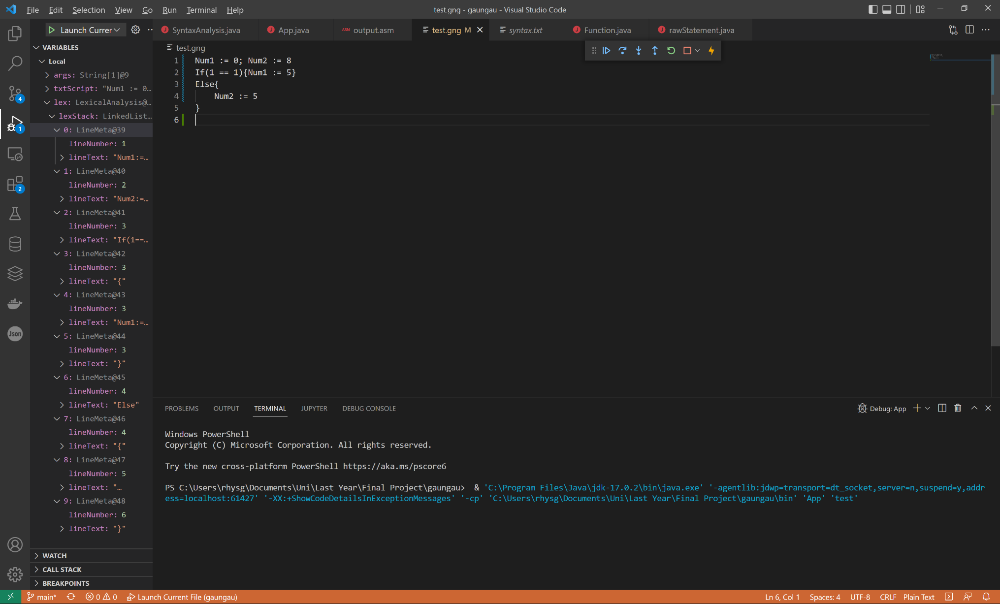 File Edit Selection View Go Run Terminal Help
test.gng - gaungau - Visual Studio Code
Launch Currer
SyntaxAnalysis.java
App.java
ASM output.asm
test.gng M
syntax.txt
Function.java
rawStatement.java
VARIABLES
Local
args: String[1]@9
txtScript: "Num1 := 0…
lex: LexicalAnalysis@…
lexStack: LinkedList…
0: LineMeta@39
lineNumber: 1
lineText: "Num1:=…
1: LineMeta@40
lineNumber: 2
lineText: "Num2:=…
2: LineMeta@41
lineNumber: 3
lineText: "If(1==…
3: LineMeta@42
lineNumber: 3
lineText: "{"
4: LineMeta@43
lineNumber: 3
lineText: "Num1:=…
5: LineMeta@44
lineNumber: 3
lineText: "}"
6: LineMeta@45
lineNumber: 4
lineText: "Else"
7: LineMeta@46
lineNumber: 4
lineText: "{"
8: LineMeta@47
lineNumber: 5
lineText: "…
9: LineMeta@48
lineNumber: 6
lineText: "}"
WATCH
CALL STACK
BREAKPOINTS
4
1
2
Json
test.gng
1 Num1 := 0; Num2 := 8
2 If(1 == 1){Num1 := 5}
3 Else{
4 Num2 := 5
5 }
6
PROBLEMS OUTPUT TERMINAL JUPYTER DEBUG CONSOLE
Debug: App
Windows PowerShell
Copyright (C) Microsoft Corporation. All rights reserved.
Try the new cross-platform PowerShell https://aka.ms/pscore6
PS C:\Users\rhysg\Documents\Uni\Last Year\Final Project\gaungau> & 'C:\Program Files\Java\jdk-17.0.2\bin\java.exe' '-agentlib:jdwp=transport=dt_socket,server=n,suspend=y,addr
ess=localhost:61427' '-XX:+ShowCodeDetailsInExceptionMessages' '-cp' 'C:\Users\rhysg\Documents\Uni\Last Year\Final Project\gaungau\bin' 'App' 'test'
main* 0 0 Launch Current File (gaungau)
Ln 6, Col 1 Spaces: 4 UTF-8 CRLF Plain Text